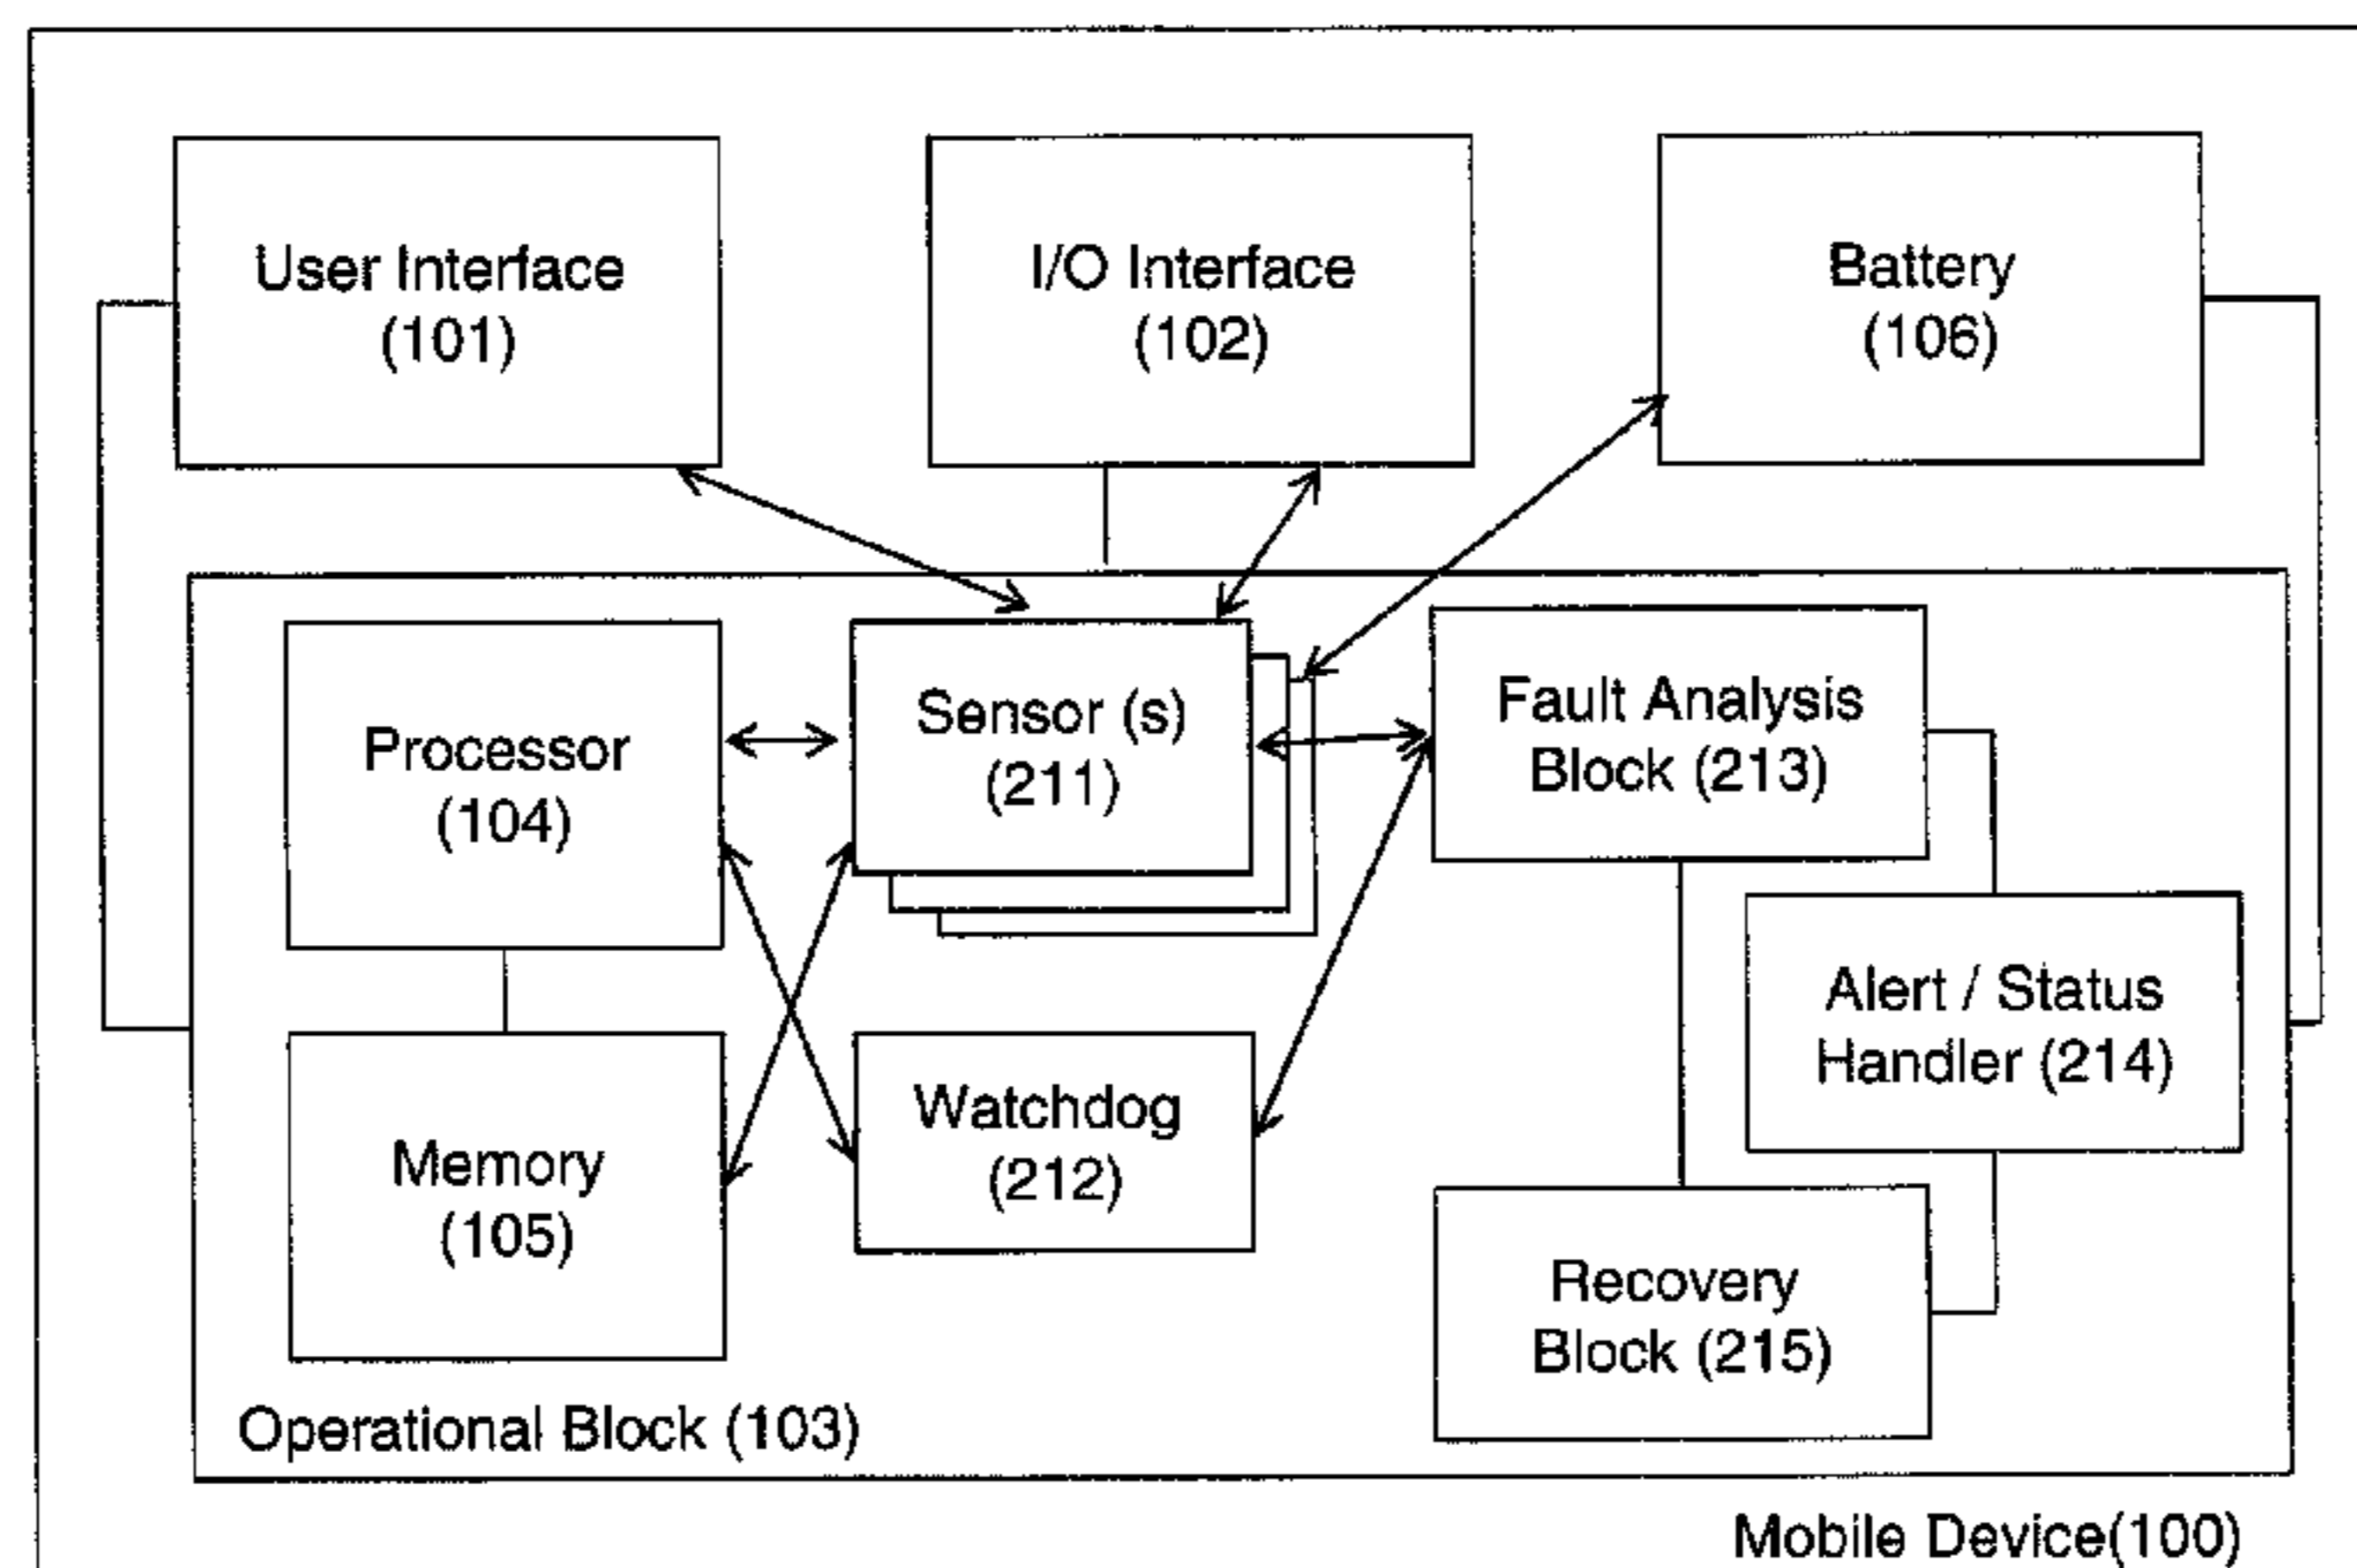 User Interface
(101)
I/O Interface
(102)
Battery
(106)
Processor
(104)
Sensor (s)
(211)
Fault Analysis
Block (213)
Alert / Status
Handler (214)
Memory
(105)
Watchdog
(212)
Recovery
Block (215)
Operational Block (103)
Mobile Device(100)